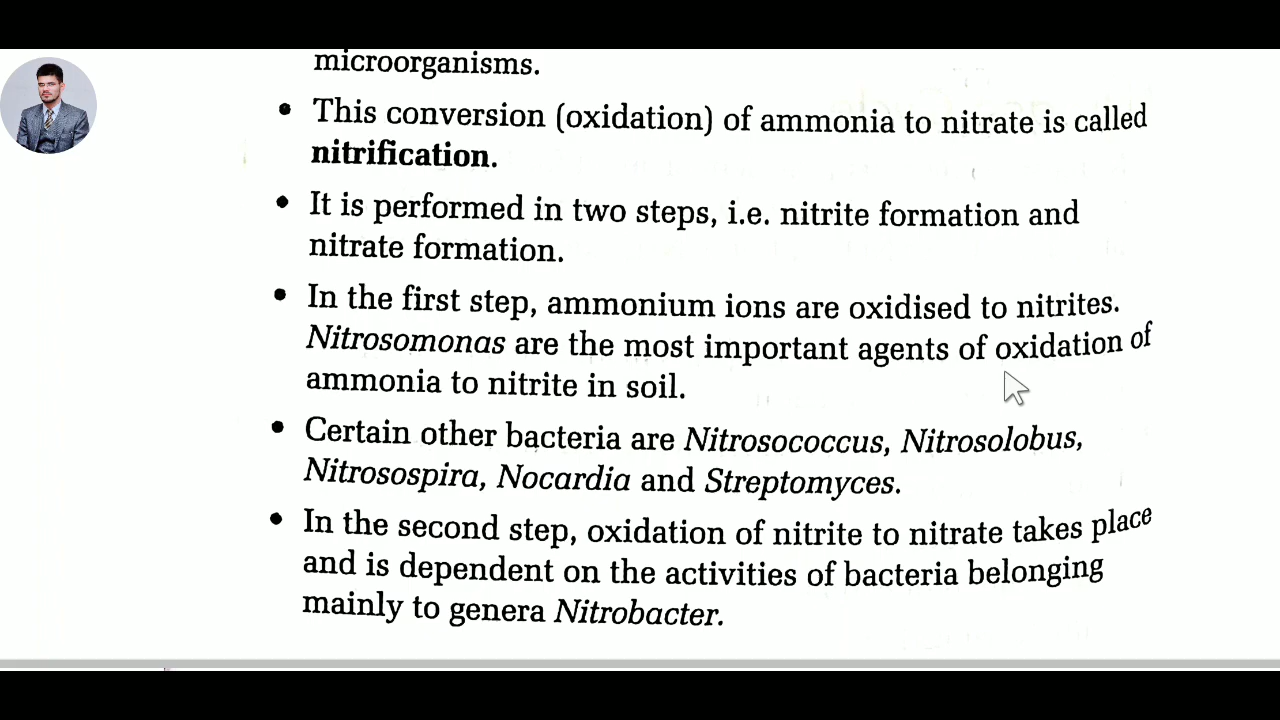 microorganisms.
• This conversion (oxidation) of ammonia to nitrate is called
nitrification.
• It is performed in two steps, i.e. nitrite formation and
nitrate formation.
• In the first step, ammonium ions are oxidised to nitrites.
Nitrosomonas are the most important agents of oxidation of
ammonia to nitrite in soil.
• Certain other bacteria are Nitrosococcus, Nitrosolobus,
Nitrosospira, Nocardia and Streptomyces.
• In the second step, oxidation of nitrite to nitrate takes place
and is dependent on the activities of bacteria belonging
mainly to genera Nitrobacter.